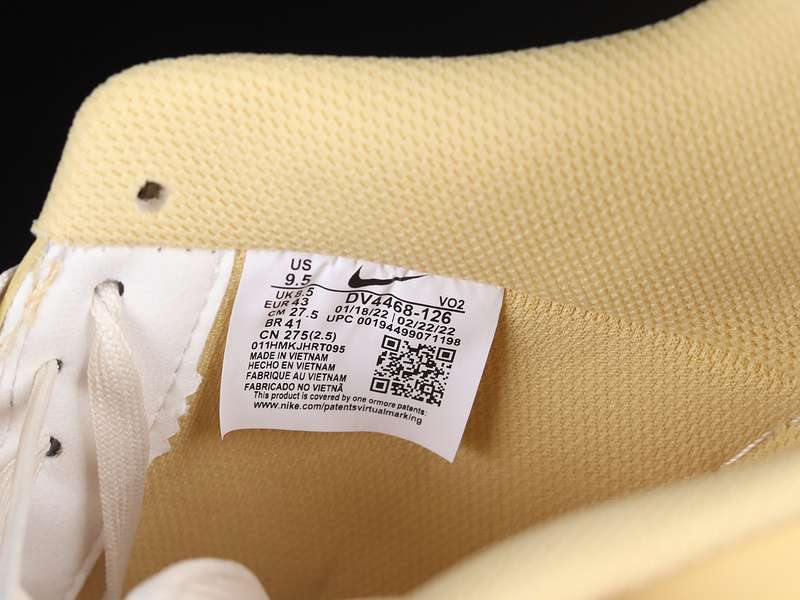 US
9.5
VO2
UK 8.5
DV4468-126
EUR 43
01/18/22 02/22/22
CM 27.5
UPC 00194499071198
BR 41
CN 275(2.5)
011HMKJHRT095
MADE IN VIETNAM
HECHO EN VIETNAM
FABRIQUE AU VIETNAM
FABRICADO NO VIETNÃ
This product is covered by one ormore patents:
www.nike.com/patentsvirtualmarking